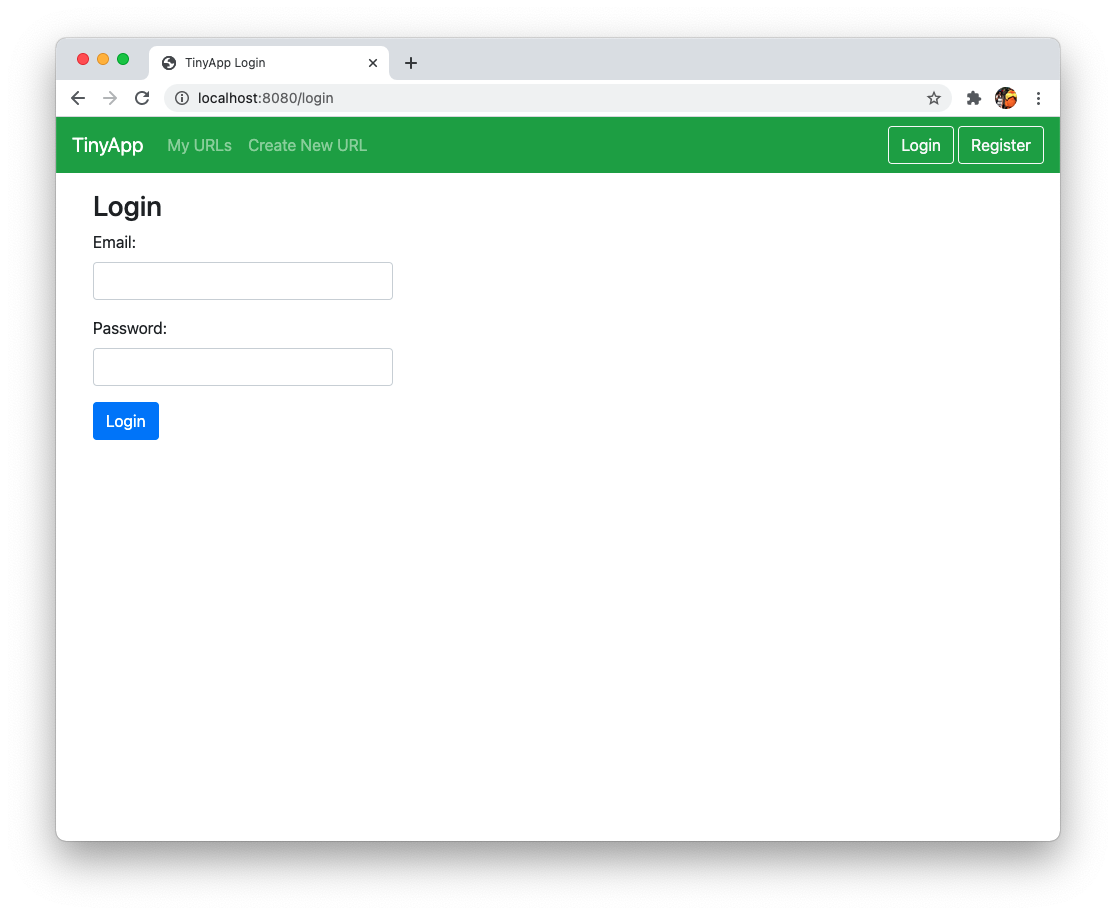 TinyApp Login
localhost:8080/login
TinyApp My URLs Create New URL Login Register
Login
Email:
Password:
Login